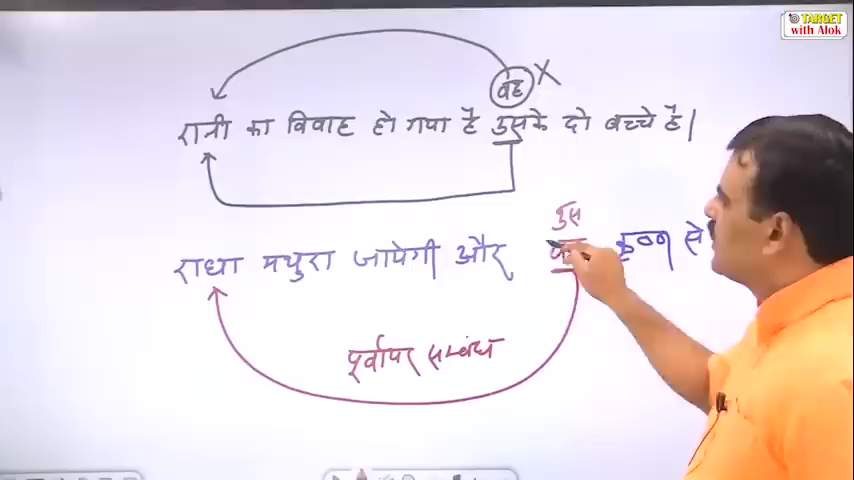 TARGET
with Alok
वह X
रानी का विवाह हो गया है उसके दो बच्चे है।
उस
राधा मथुरा जायेगी और कृष्ण से
पूर्वापर सम्बंध